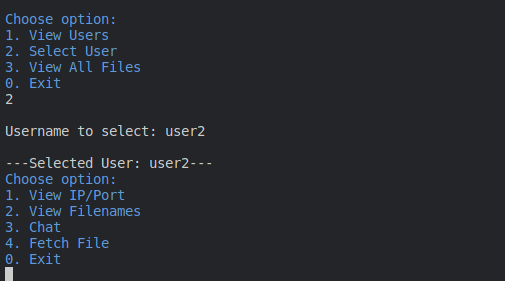 Choose option:
1. View Users
2. Select User
3. View All Files
0. Exit
2
Username to select: user2
---Selected User: user2---
Choose option:
1. View IP/Port
2. View Filenames
3. Chat
4. Fetch File
0. Exit